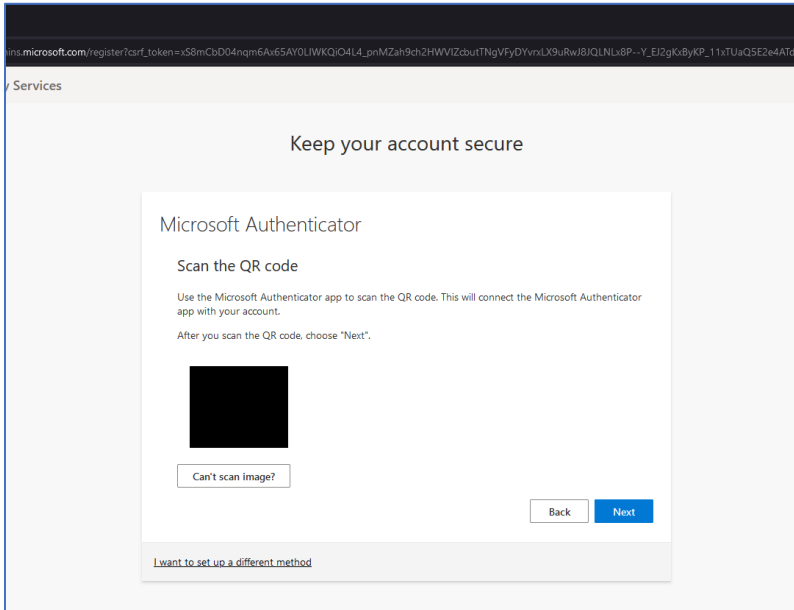 ins.microsoft.com/register?csrf_token=xS8mCbD04nqm6Ax65AY0LIWKQiO4L4_pnMZah9ch2HWVIZcbutTNgVFyDYvrxLX9uRwJ8JQLNLx8P--Y_EJ2gKxByKP_11xTUaQ5E2e4ATd
y Services
Keep your account secure
Microsoft Authenticator
Scan the QR code
Use the Microsoft Authenticator app to scan the QR code. This will connect the Microsoft Authenticator
app with your account.
After you scan the QR code, choose "Next".
Can't scan image?
Back
Next
I want to set up a different method